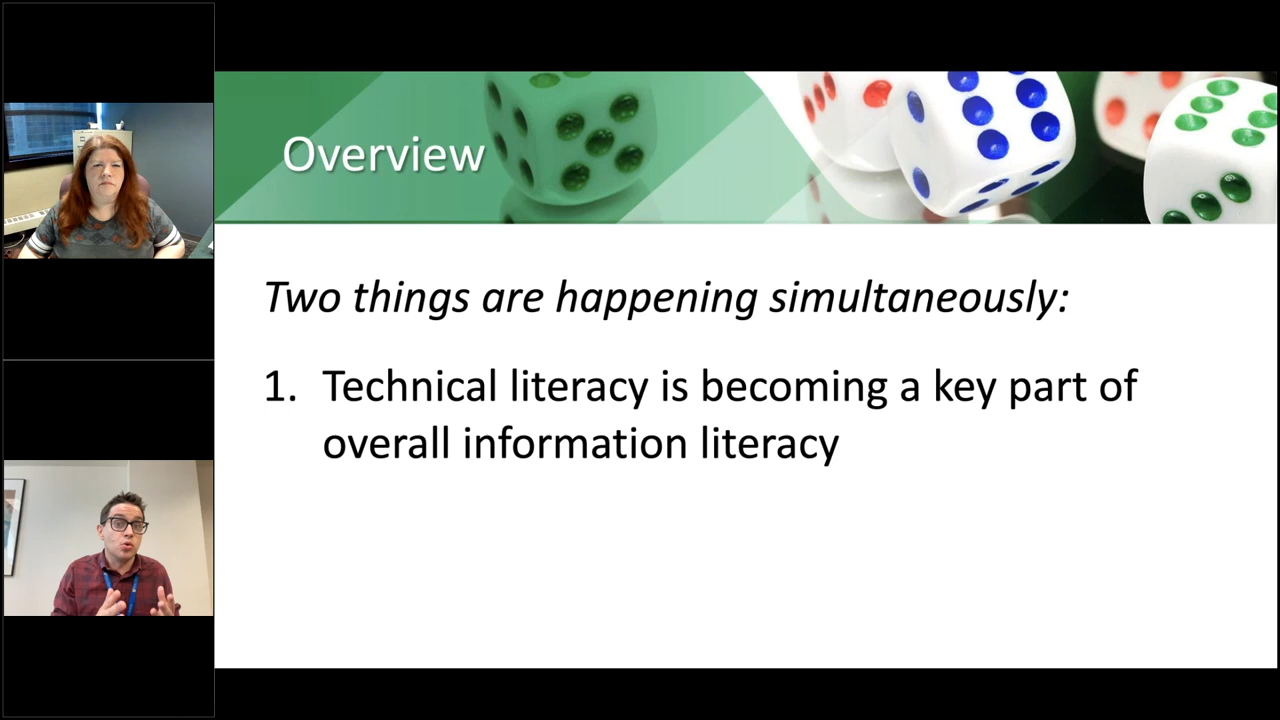 Overview
Two things are happening simultaneously:
1. Technical literacy is becoming a key part of
overall information literacy